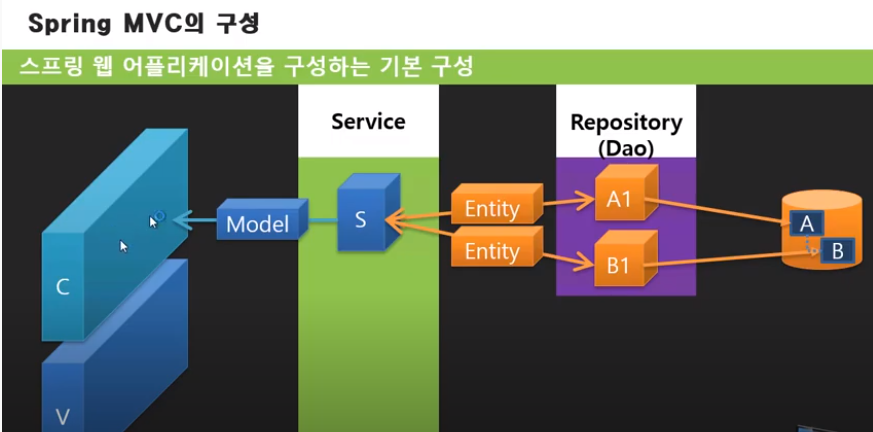 Spring MVC의 구성
스프링 웹 어플리케이션을 구성하는 기본 구성
Service
Repository
(Dao)
C
Model
S
Entity
Entity
A1
B1
A
B
V